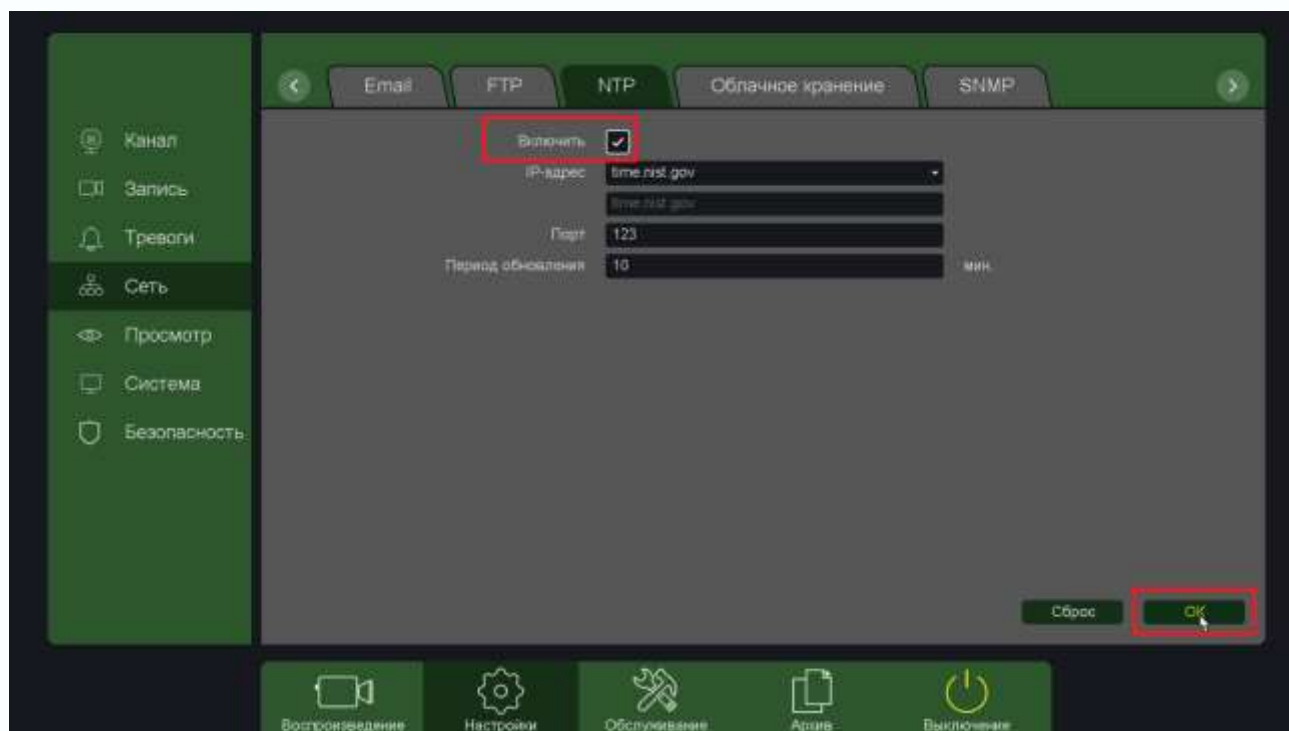 Email FTP NTP Облачное хранение SNMP
Канал
Запись
Тревоги
Сеть
Просмотр
Система
Безопасность
Включить
IP-адрес time.nist.gov
time.nist.gov
Порт 123
Период обновления 10 мин.
Сброс OK
Воспроизведение Настройки Обслуживание Архив Выключение